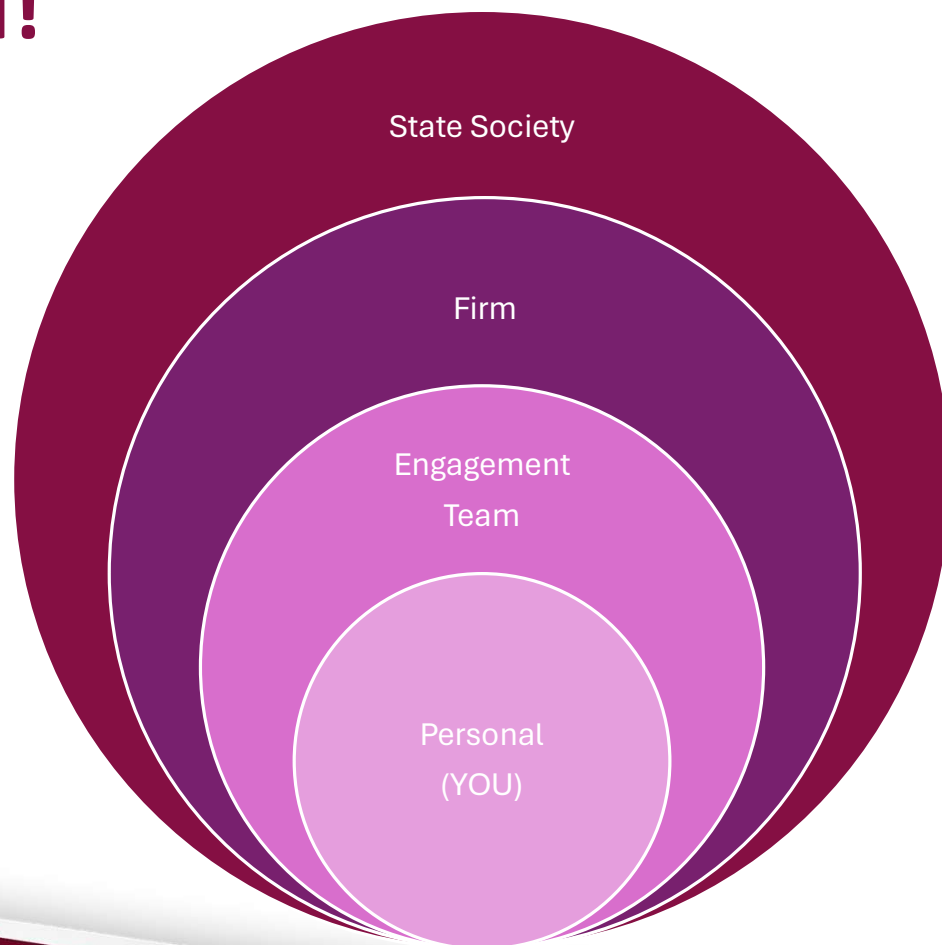 State Society
Firm
Engagement
Team
Personal
(YOU)